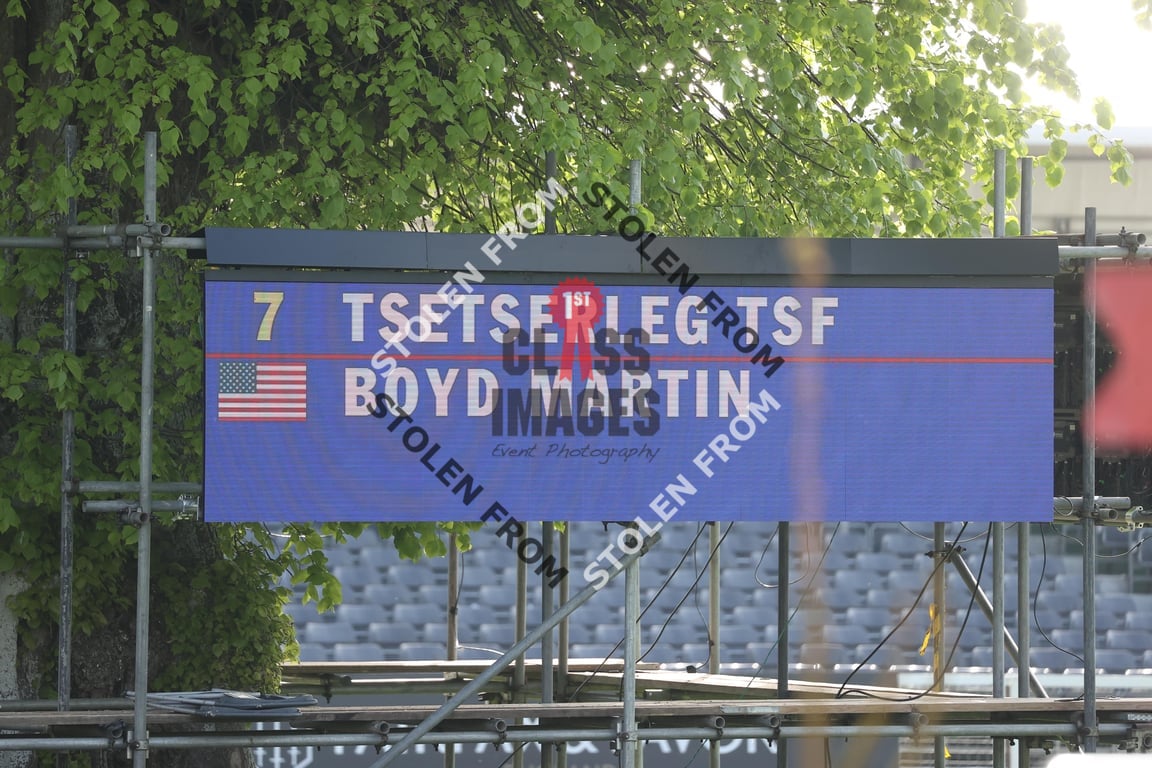 7 TSETSERLEG TSF
BOYD MARTIN
1ST
CLASS
IMAGES
Event Photography
STOLEN FROM
STOLEN FROM
STOLEN FROM
STOLEN FROM